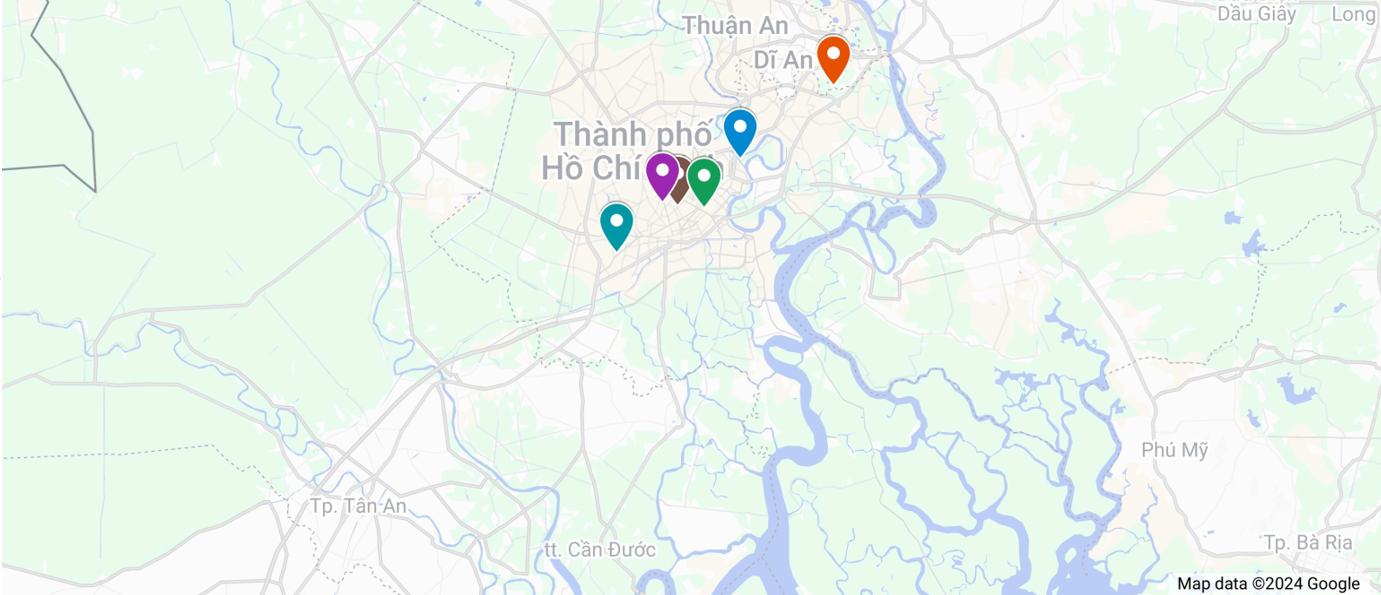 Thuận An
Dĩ An
Dầu Giây
Long
Thành phố
Hồ Chí
Phú Mỹ
Tp. Tân An
tt. Cần Đước
Tp. Bà Rịa
Map data ©2024 Google